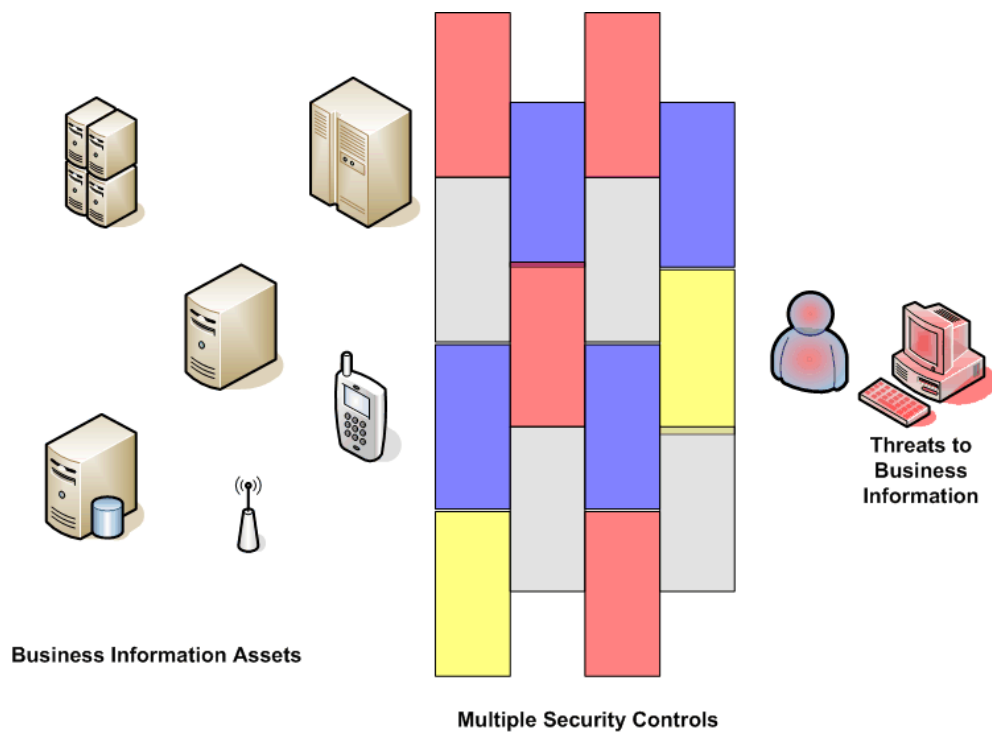 Threats to
Business
Information
Business Information Assets
Multiple Security Controls